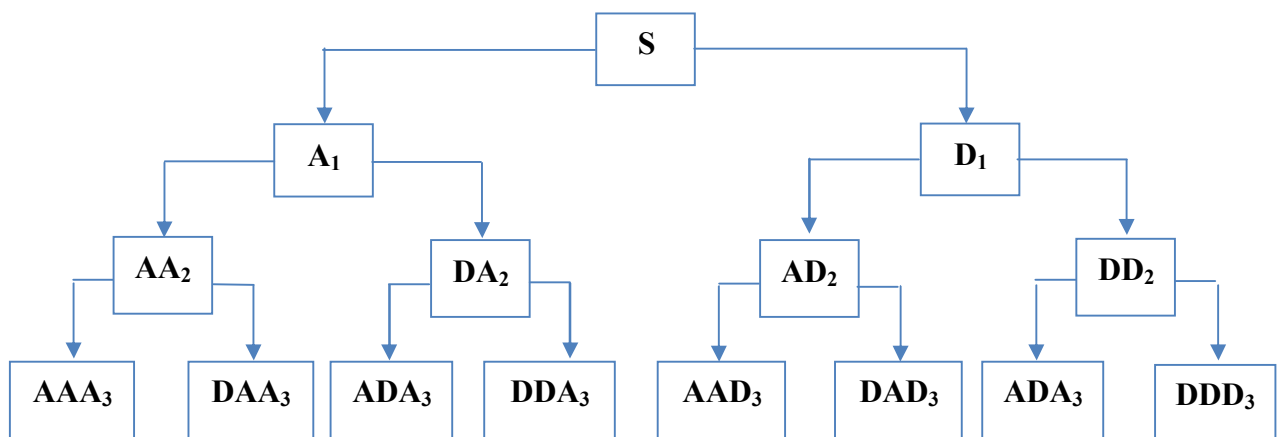 S
A₁ D₁
AA₂ DA₂ AD₂ DD₂
AAA₃ DAA₃ ADA₃ DDA₃ AAD₃ DAD₃ ADA₃ DDD₃